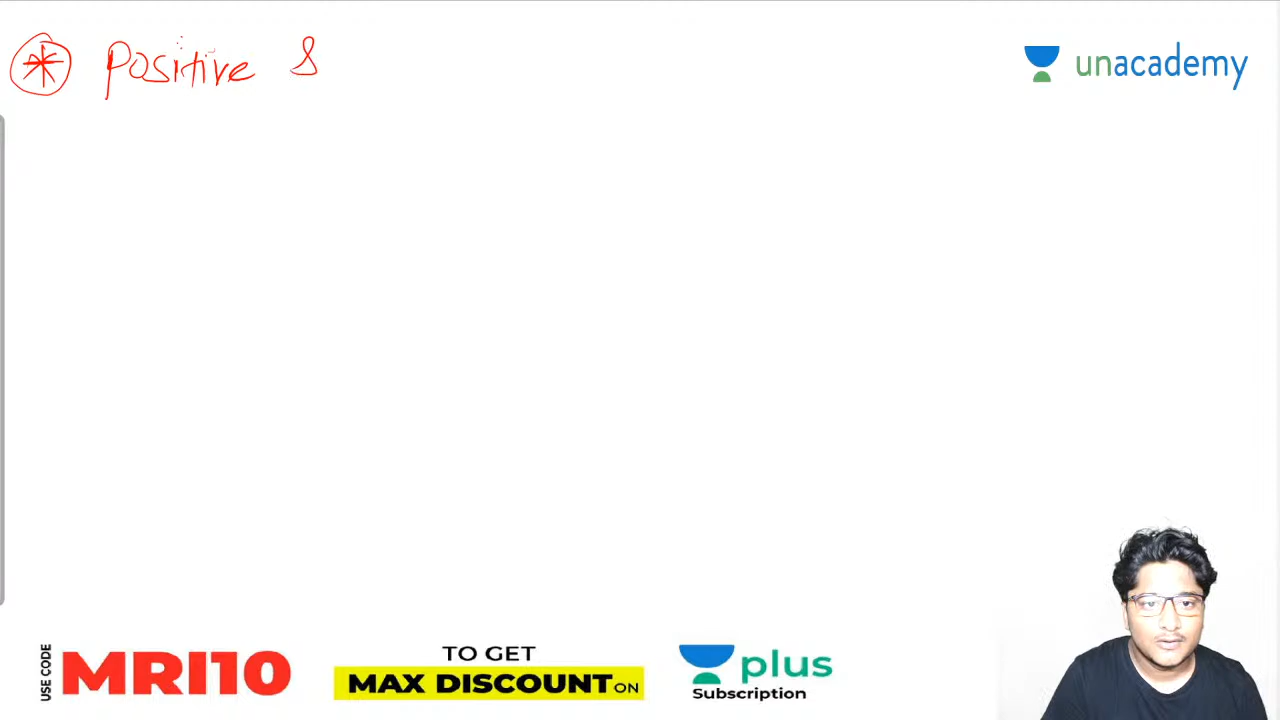 Positive S
unacademy
USE CODE
MRI10
TO GET
MAX DISCOUNT ON
plus
Subscription